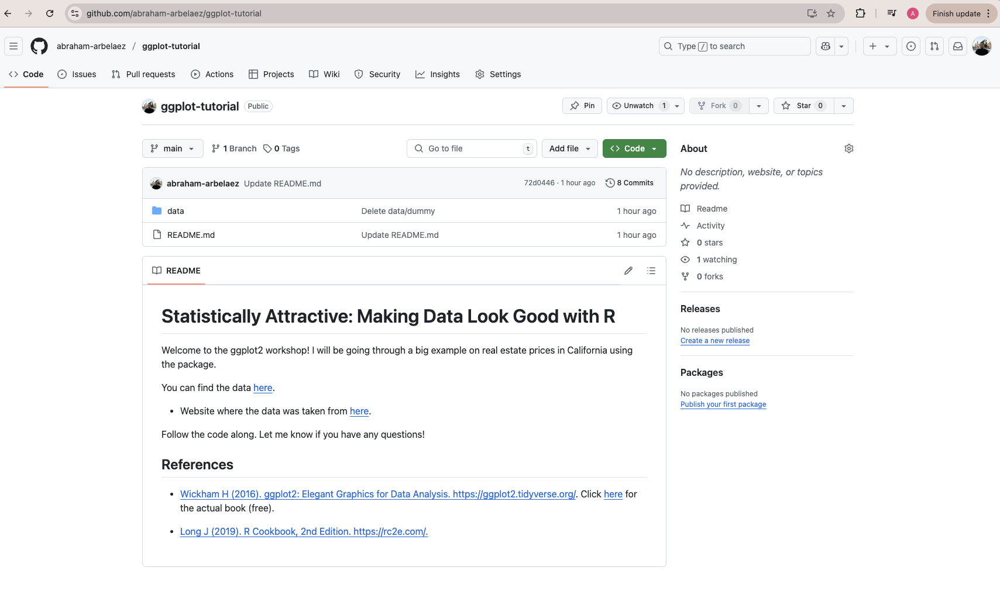 github.com/abraham-arbelaez/ggplot-tutorial
A
Finish update
abraham-arbelaez / ggplot-tutorial
Type / to search
Code Issues Pull requests Actions Projects Wiki Security Insights Settings
ggplot-tutorial Public
Pin Unwatch 1 Fork 0 Star 0
main 1 Branch 0 Tags
Go to file t Add file Code
abraham-arbelaez Update README.md 72d0446 · 1 hour ago 8 Commits
data Delete data/dummy 1 hour ago
README.md Update README.md 1 hour ago
README
Statistically Attractive: Making Data Look Good with R
Welcome to the ggplot2 workshop! I will be going through a big example on real estate prices in California using
the package.
You can find the data here.
• Website where the data was taken from here.
Follow the code along. Let me know if you have any questions!
References
• Wickham H (2016). ggplot2: Elegant Graphics for Data Analysis. https://ggplot2.tidyverse.org/. Click here for
the actual book (free).
• Long J (2019). R Cookbook, 2nd Edition. https://rc2e.com/.
About
No description, website, or topics
provided.
Readme
Activity
0 stars
1 watching
0 forks
Releases
No releases published
Create a new release
Packages
No packages published
Publish your first package